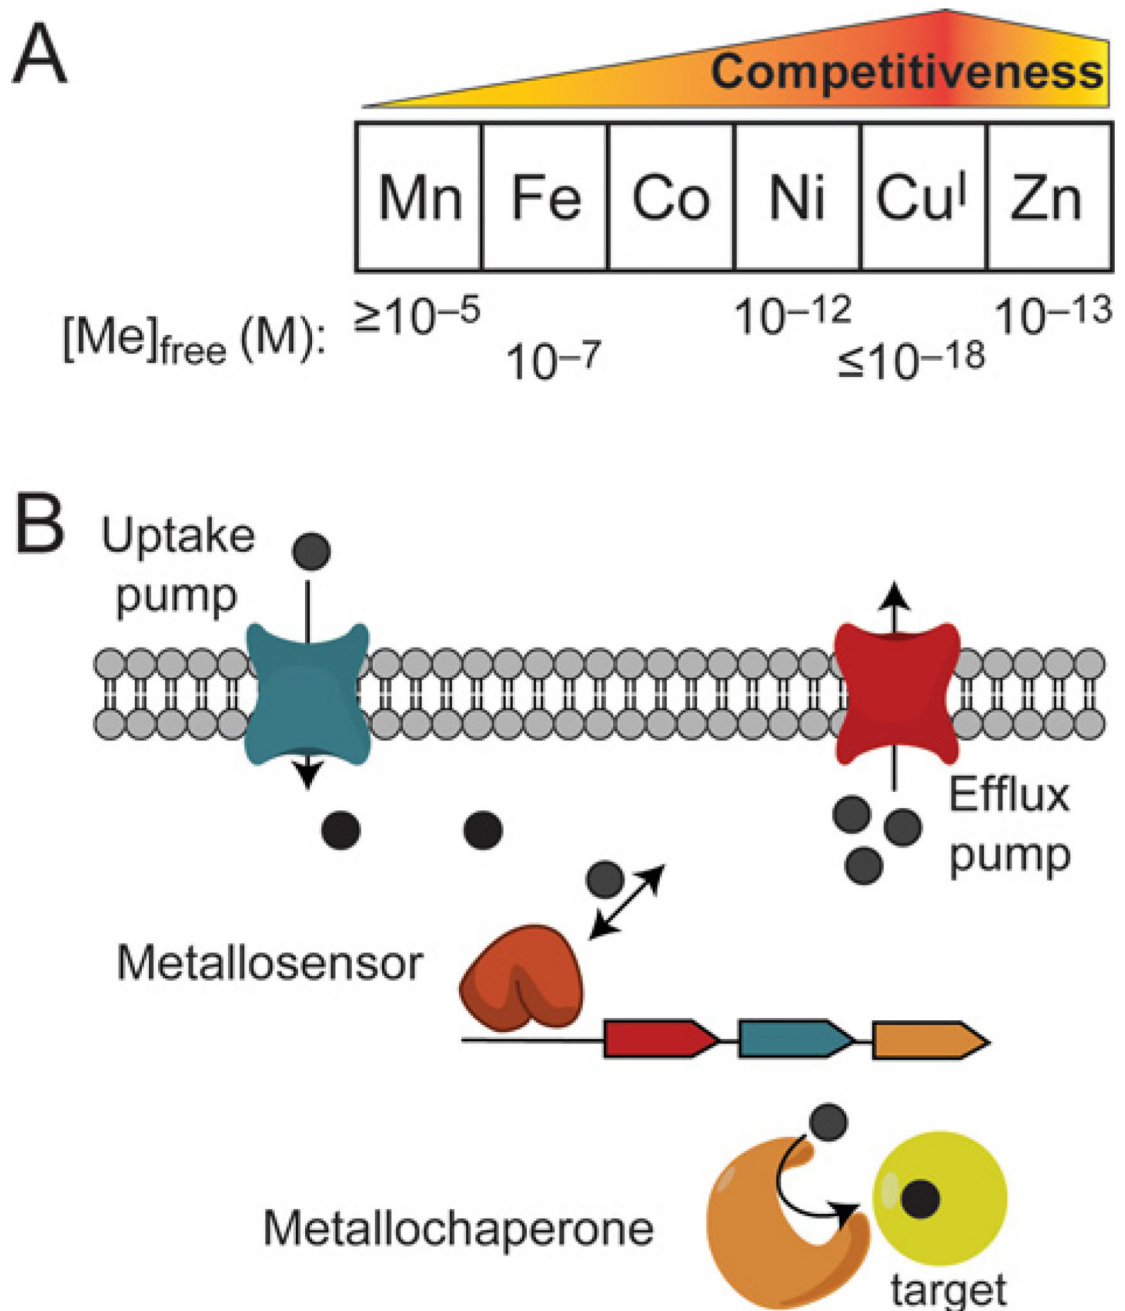 A
Competitiveness
Mn Fe Co Ni Cuᴵ Zn
[Me]free (M): ≥10⁻⁵ 10⁻⁷ 10⁻¹² ≤10⁻¹⁸ 10⁻¹³
B
Uptake
pump
Efflux
pump
Metallosensor
Metallochaperone
target